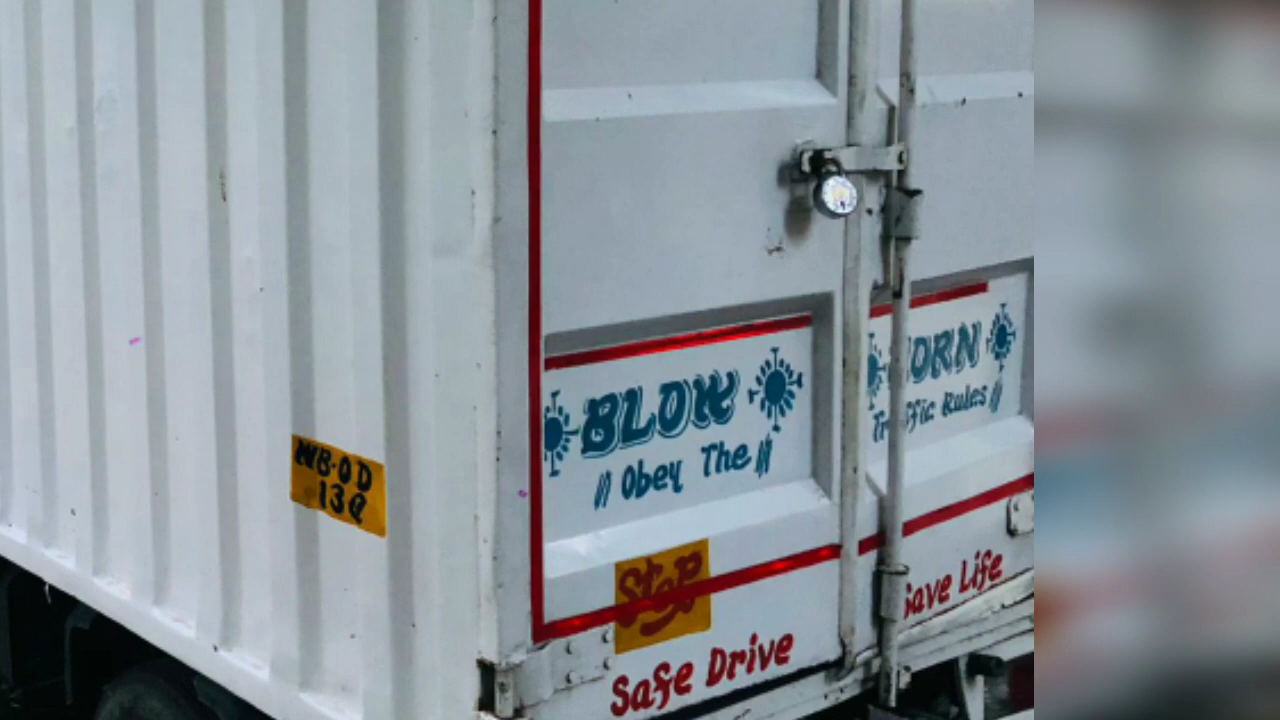 WB-0D
13Q
BLOW HORN
Obey The Traffic Rules
Stop
Safe Drive Save Life